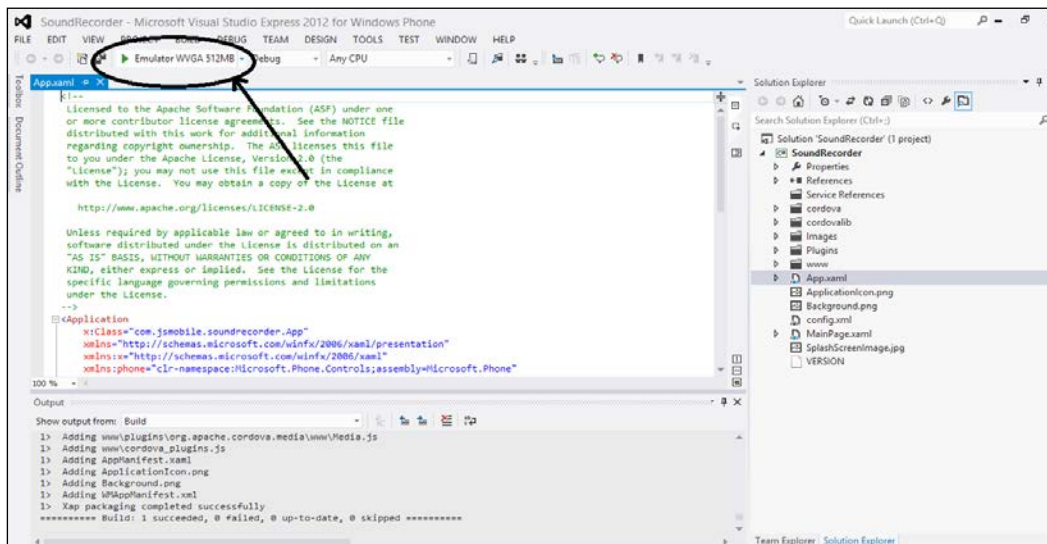 SoundRecorder - Microsoft Visual Studio Express 2012 for Windows Phone
Quick Launch (Ctrl+Q)
FILE EDIT VIEW PROJECT BUILD DEBUG TEAM DESIGN TOOLS TEST WINDOW HELP
Emulator WVGA 512MB Debug Any CPU
Toolbox
Document Outline
App.xaml
<!--
Licensed to the Apache Software Foundation (ASF) under one
or more contributor license agreements. See the NOTICE file
distributed with this work for additional information
regarding copyright ownership. The ASF licenses this file
to you under the Apache License, Version 2.0 (the
"License"); you may not use this file except in compliance
with the License. You may obtain a copy of the License at
http://www.apache.org/licenses/LICENSE-2.0
Unless required by applicable law or agreed to in writing,
software distributed under the License is distributed on an
"AS IS" BASIS, WITHOUT WARRANTIES OR CONDITIONS OF ANY
KIND, either express or implied. See the License for the
specific language governing permissions and limitations
under the License.
-->
<Application
x:Class="com.jsmobile.soundrecorder.App"
xmlns="http://schemas.microsoft.com/winfx/2006/xaml/presentation"
xmlns:x="http://schemas.microsoft.com/winfx/2006/xaml"
xmlns:phone="clr-namespace:Microsoft.Phone.Controls;assembly=Microsoft.Phone"
100 %
Output
Show output from: Build
1> Adding www\plugins\org.apache.cordova.media\www\Media.js
1> Adding www\cordova_plugins.js
1> Adding AppManifest.xaml
1> Adding ApplicationIcon.png
1> Adding Background.png
1> Adding WMAppManifest.xml
1> Xap packaging completed successfully
========== Build: 1 succeeded, 0 failed, 0 up-to-date, 0 skipped ==========
Solution Explorer
Search Solution Explorer (Ctrl+;)
Solution 'SoundRecorder' (1 project)
SoundRecorder
Properties
References
Service References
cordova
cordovalib
Images
Plugins
www
App.xaml
ApplicationIcon.png
Background.png
config.xml
MainPage.xaml
SplashScreenImage.jpg
VERSION
Team Explorer Solution Explorer